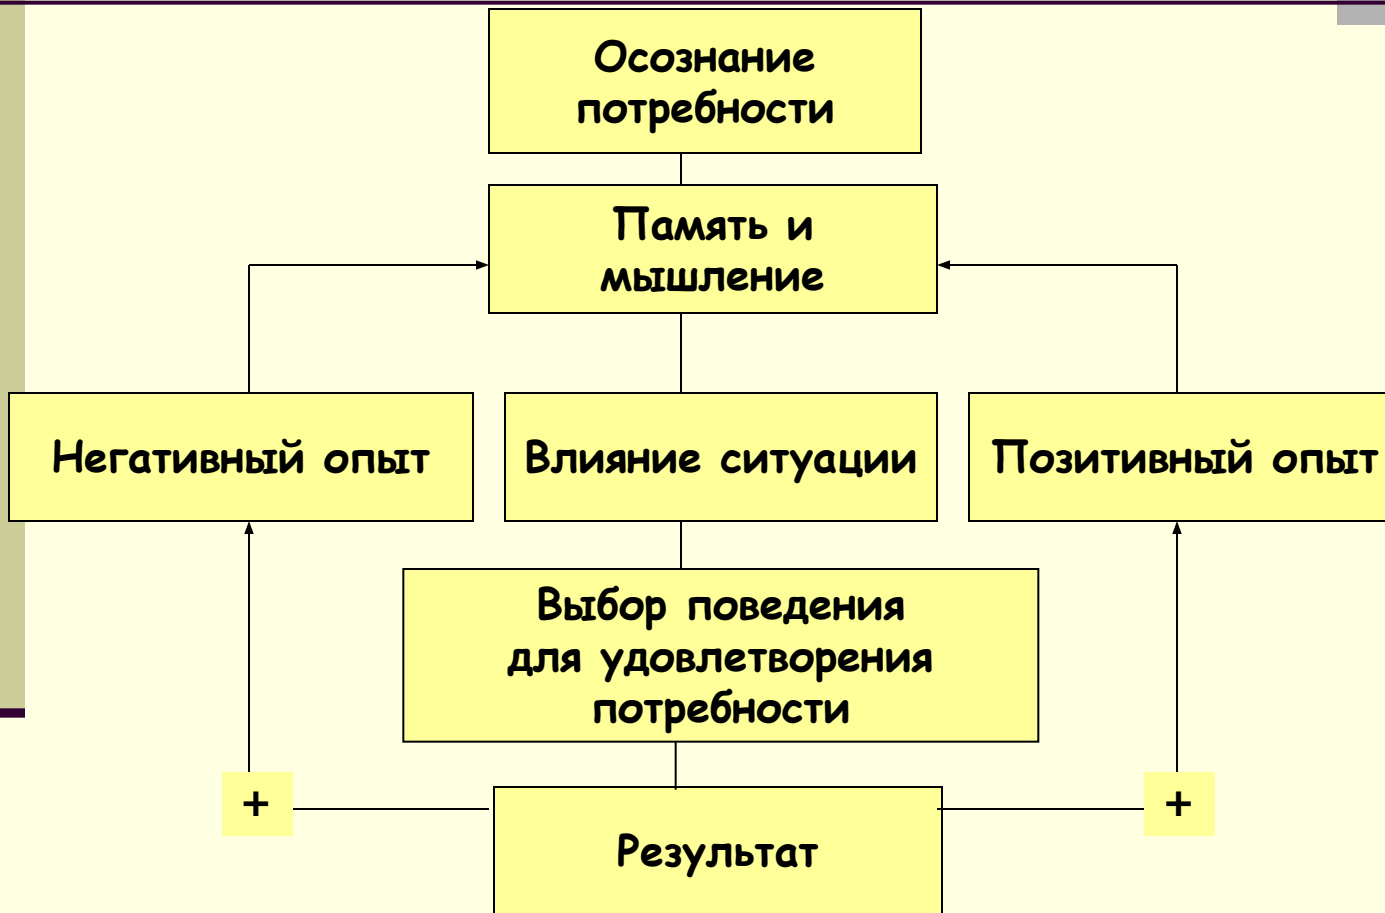 Осознание
потребности
Память и
мышление
Негативный опыт
Влияние ситуации
Позитивный опыт
Выбор поведения
для удовлетворения
потребности
+
+
Результат